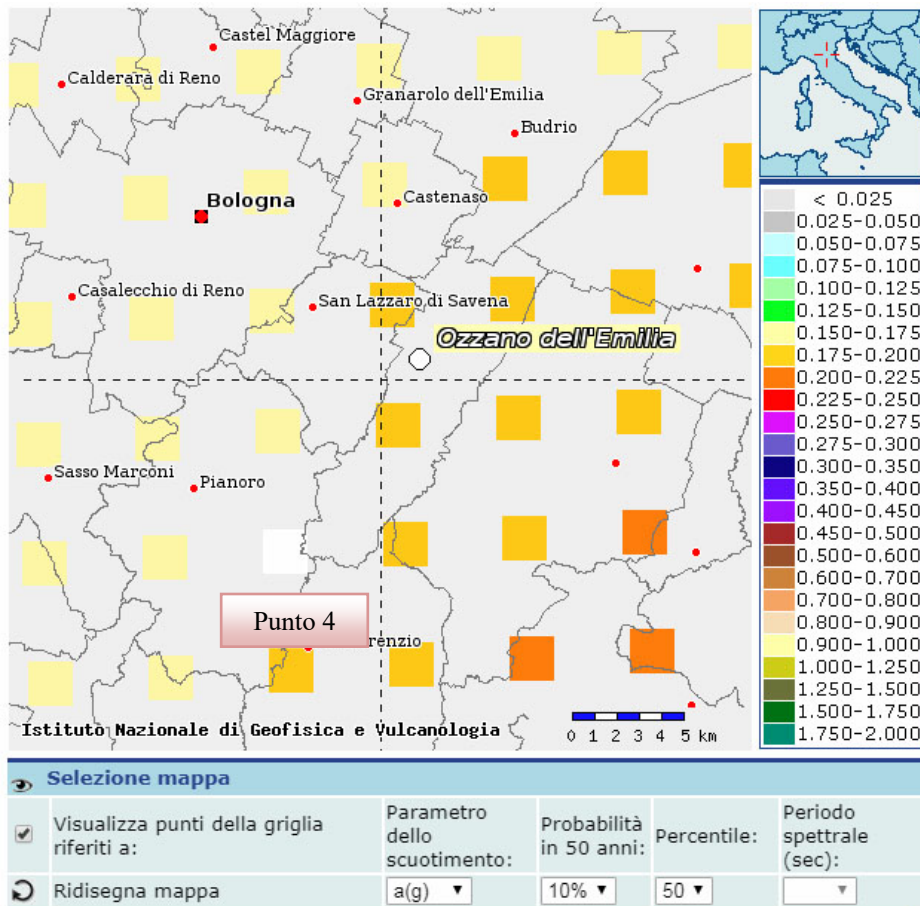 Castel Maggiore
Calderara di Reno
Granarolo dell'Emilia
Budrio
Bologna
Castenaso
Casalecchio di Reno
San Lazzaro di Savena
Ozzano dell'Emilia
Sasso Marconi
Pianoro
Punto 4
renzio
Istituto Nazionale di Geofisica e Vulcanologia
0 1 2 3 4 5 km
< 0.025
0.025-0.050
0.050-0.075
0.075-0.100
0.100-0.125
0.125-0.150
0.150-0.175
0.175-0.200
0.200-0.225
0.225-0.250
0.250-0.275
0.275-0.300
0.300-0.350
0.350-0.400
0.400-0.450
0.450-0.500
0.500-0.600
0.600-0.700
0.700-0.800
0.800-0.900
0.900-1.000
1.000-1.250
1.250-1.500
1.500-1.750
1.750-2.000
Selezione mappa
Visualizza punti della griglia
riferiti a:
Parametro
dello
scuotimento:
Probabilità
in 50 anni:
Percentile:
Periodo
spettrale
(sec):
Ridisegna mappa
a(g)
10%
50